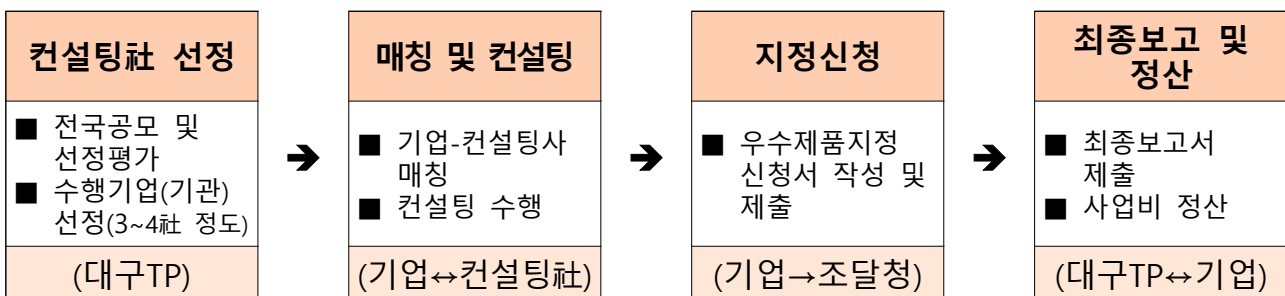 컨설팅社 선정
■ 전국공모 및
선정평가
■ 수행기업(기관)
선정(3~4社 정도)
(대구TP)
➔
매칭 및 컨설팅
■ 기업-컨설팅사
매칭
■ 컨설팅 수행
(기업↔컨설팅社)
➔
지정신청
■ 우수제품지정
신청서 작성 및
제출
(기업→조달청)
➔
최종보고 및
정산
■ 최종보고서
제출
■ 사업비 정산
(대구TP↔기업)